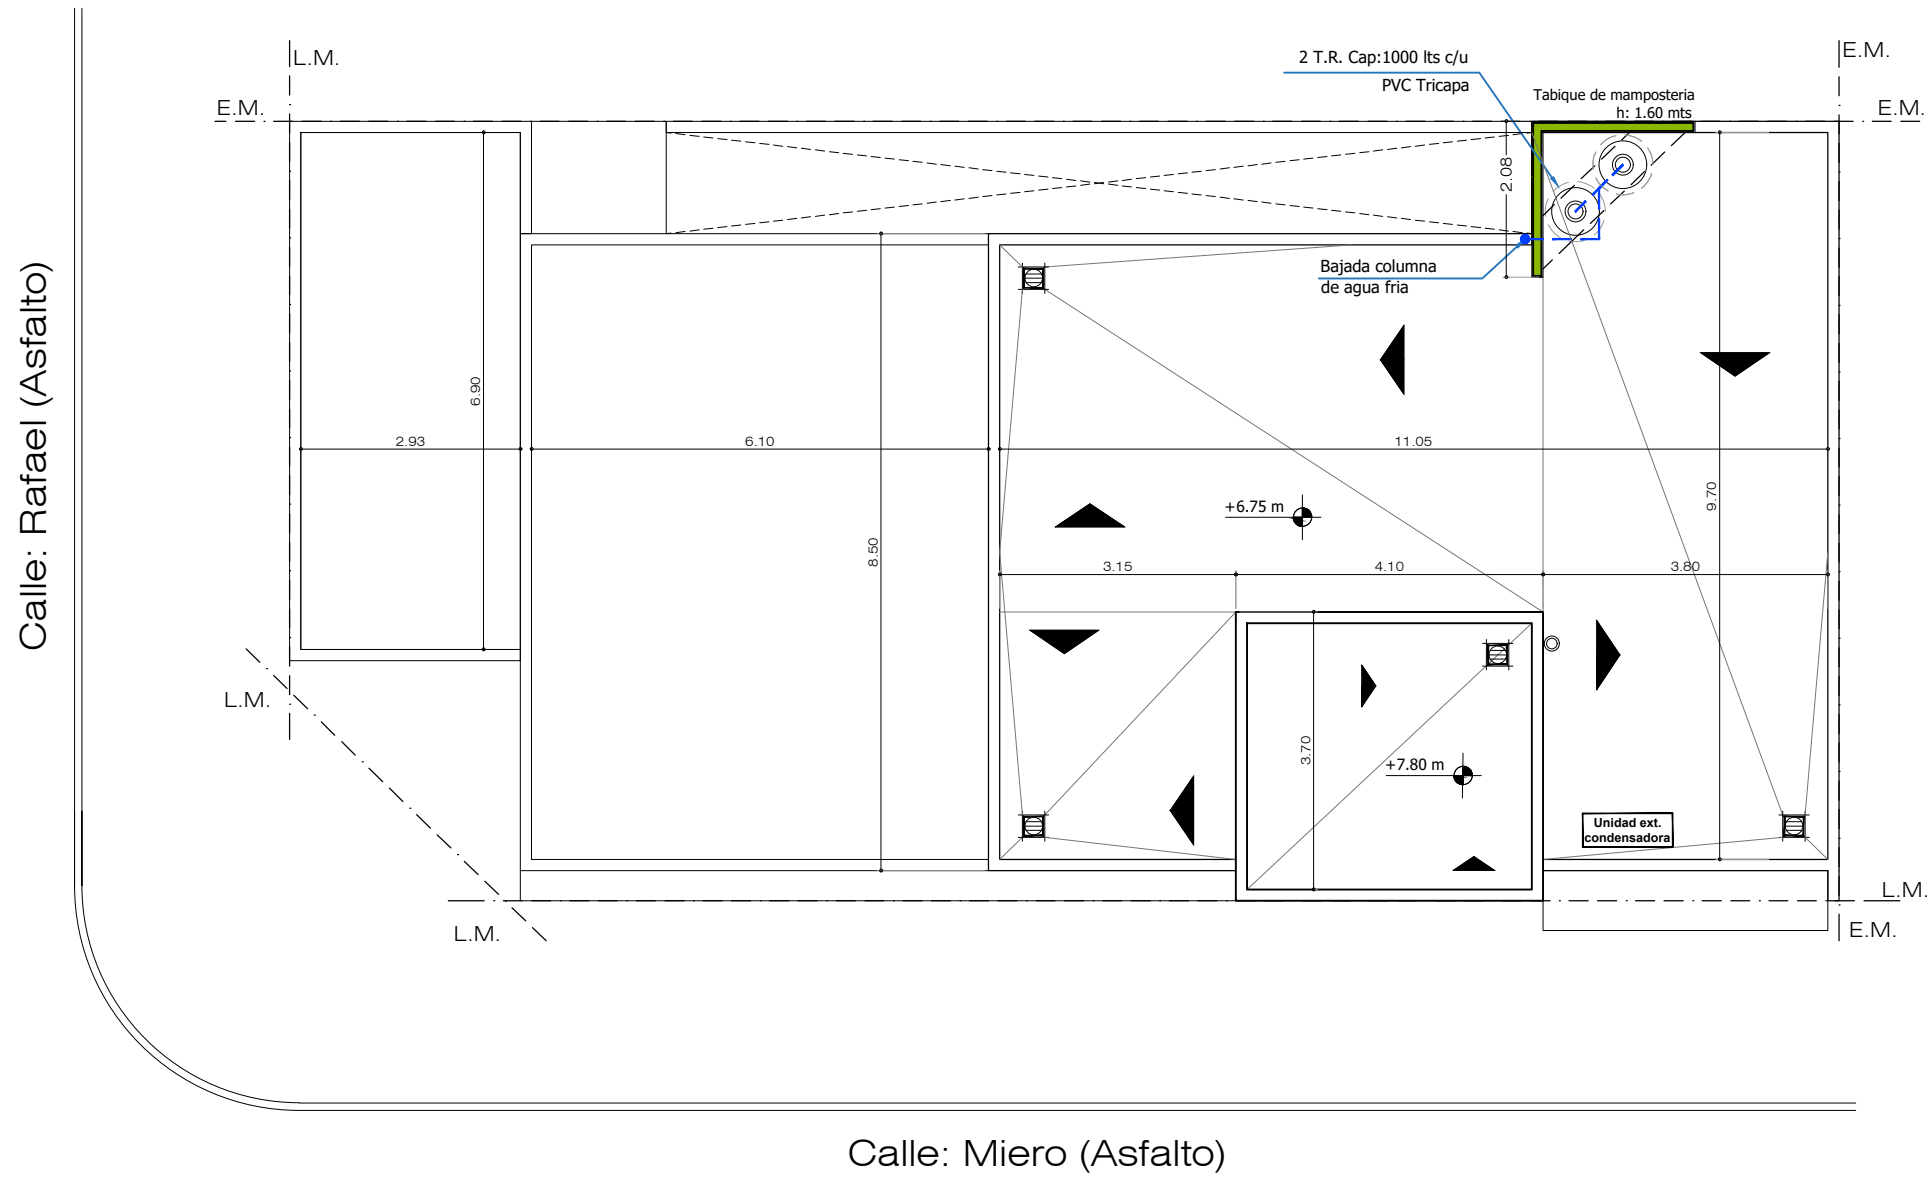 L.M.
E.M.
2 T.R. Cap:1000 lts c/u
PVC Tricapa
Tabique de mamposteria
h: 1.60 mts
E.M.
E.M.
2.08
Bajada columna
de agua fria
Calle: Rafael (Asfalto)
6.90
2.93
6.10
11.05
+6.75 m
9.70
8.50
3.15
4.10
3.80
L.M.
3.70
+7.80 m
Unidad ext.
condensadora
L.M.
L.M.
E.M.
Calle: Miero (Asfalto)